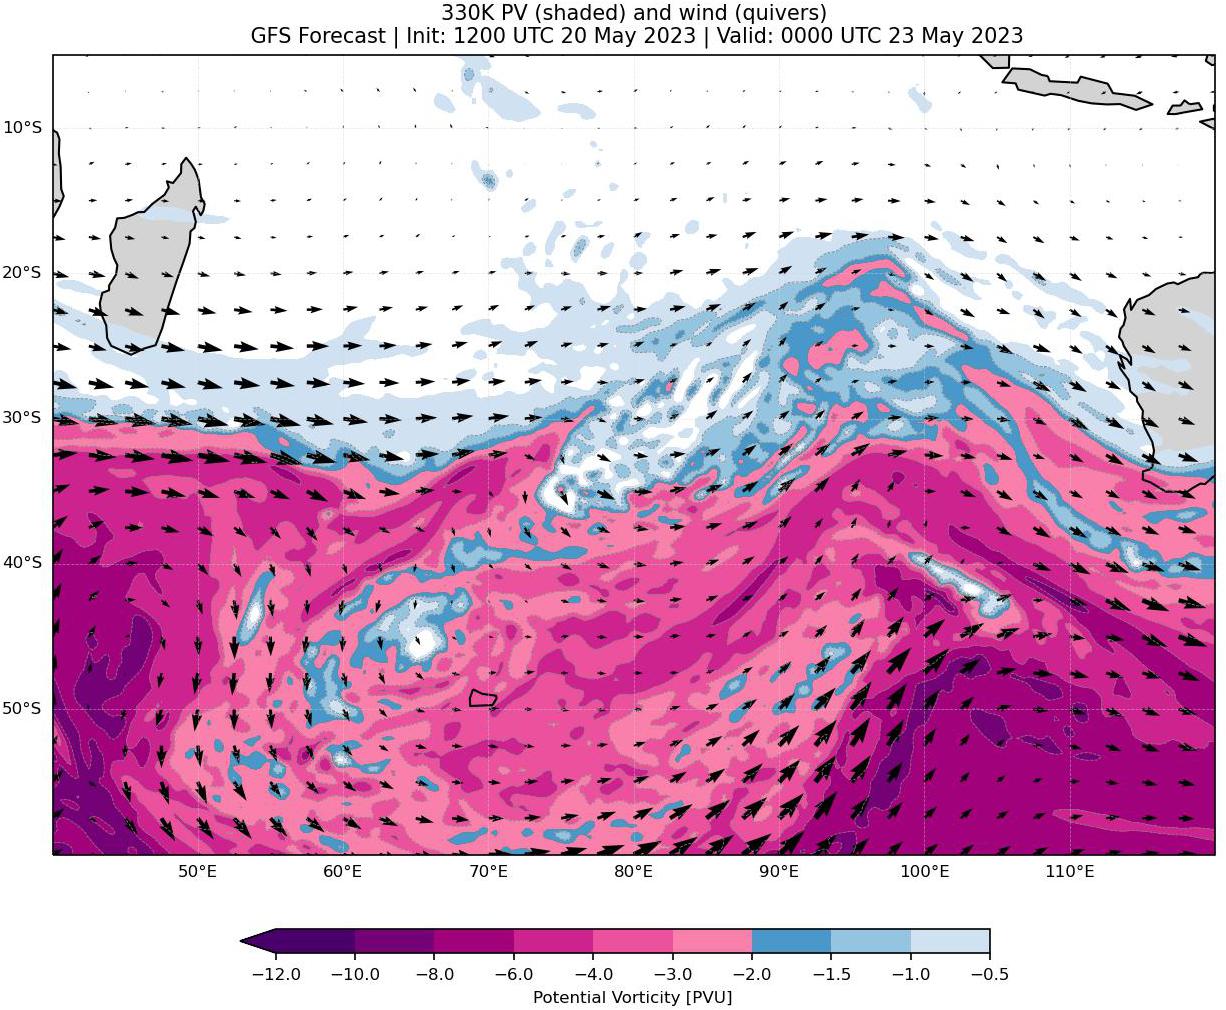 330K PV (shaded) and wind (quivers)
GFS Forecast | Init: 1200 UTC 20 May 2023 | Valid: 0000 UTC 23 May 2023
10°S
20°S
30°S
40°S
50°S
50°E 60°E 70°E 80°E 90°E 100°E 110°E
−12.0 −10.0 −8.0 −6.0 −4.0 −3.0 −2.0 −1.5 −1.0 −0.5
Potential Vorticity [PVU]